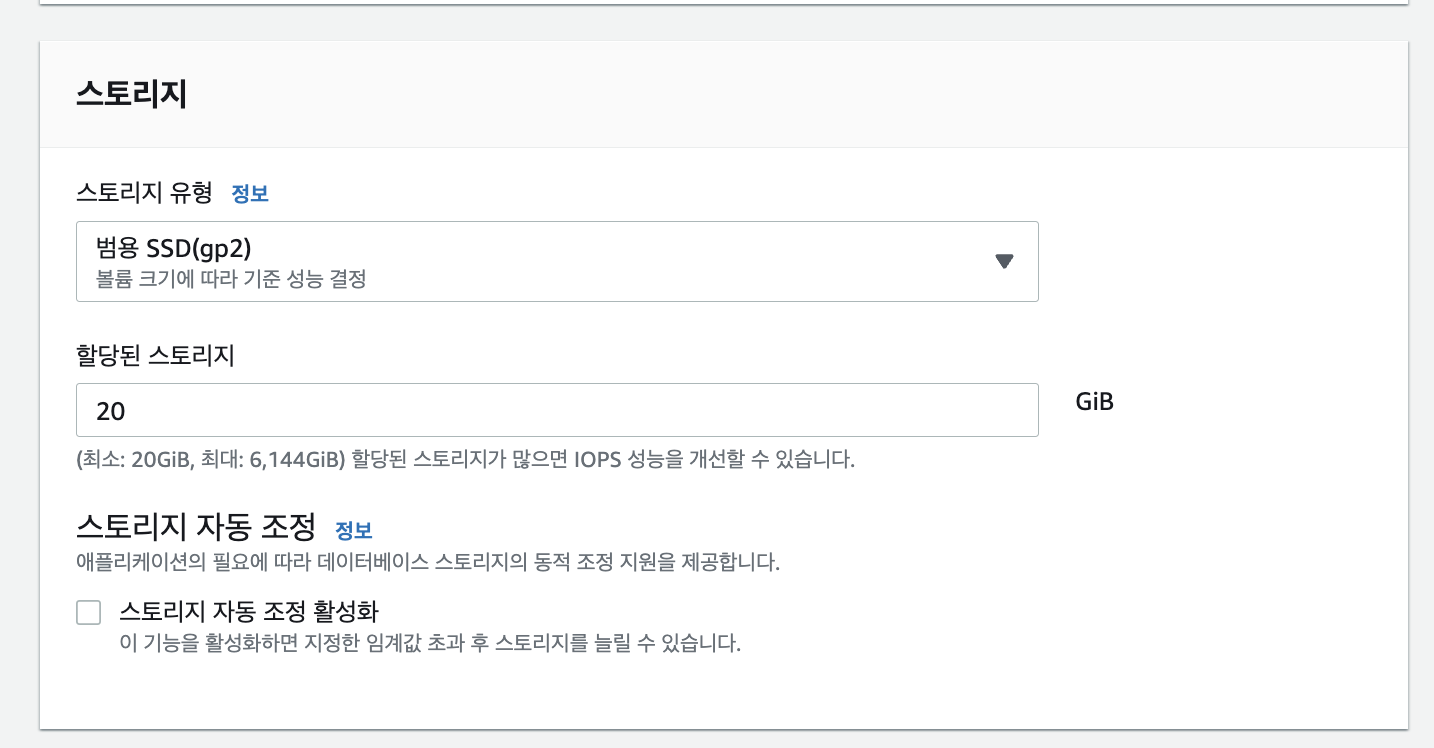 스토리지
스토리지 유형 정보
범용 SSD(gp2)
볼륨 크기에 따라 기준 성능 결정
할당된 스토리지
20
GiB
(최소: 20GiB, 최대: 6,144GiB) 할당된 스토리지가 많으면 IOPS 성능을 개선할 수 있습니다.
스토리지 자동 조정 정보
애플리케이션의 필요에 따라 데이터베이스 스토리지의 동적 조정 지원을 제공합니다.
스토리지 자동 조정 활성화
이 기능을 활성화하면 지정한 임계값 초과 후 스토리지를 늘릴 수 있습니다.